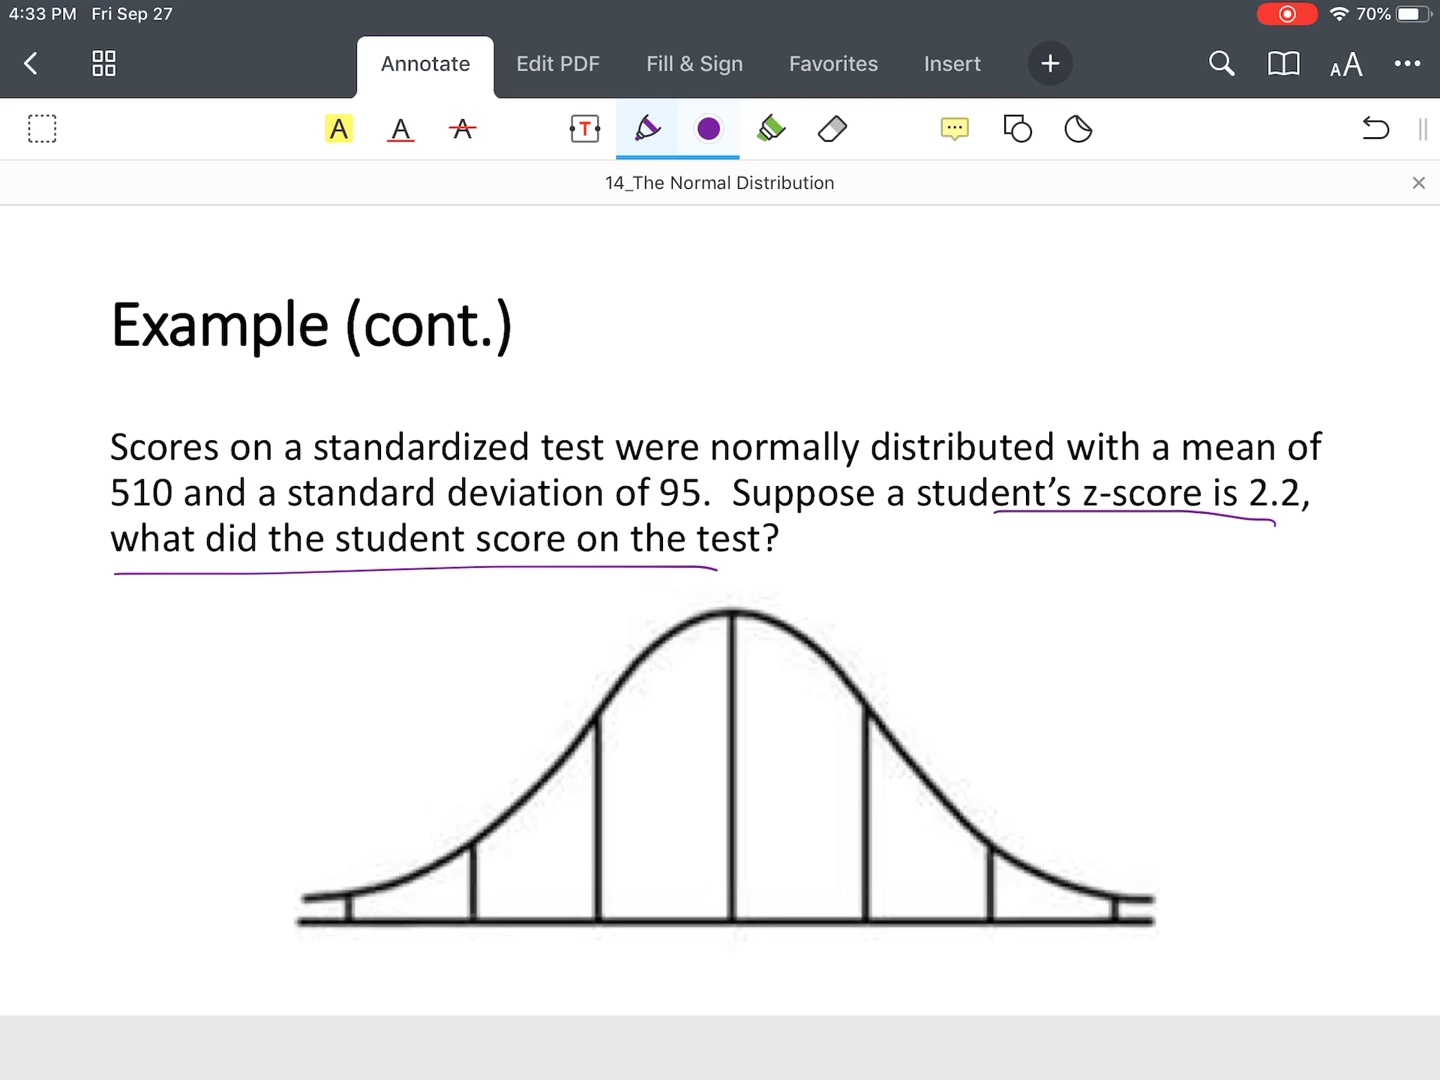 4:33 PM Fri Sep 27
70%
Annotate Edit PDF Fill & Sign Favorites Insert
A A A T AA
14_The Normal Distribution
Example (cont.)
Scores on a standardized test were normally distributed with a mean of
510 and a standard deviation of 95. Suppose a student’s z-score is 2.2,
what did the student score on the test?